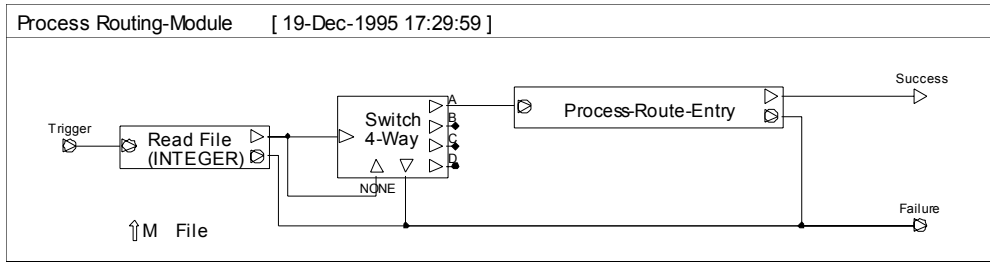 Process Routing-Module [ 19-Dec-1995 17:29:59 ]
Success
Trigger
Read File
(INTEGER)
Switch
4-Way
A
B
C
D
NONE
Process-Route-Entry
Failure
M File